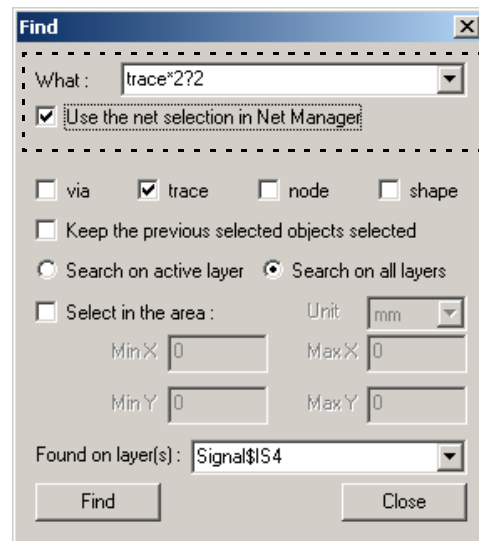 Find
What : trace*2?2
Use the net selection in Net Manager
via trace node shape
Keep the previous selected objects selected
Search on active layer Search on all layers
Select in the area : Unit mm
Min X 0 Max X 0
Min Y 0 Max Y 0
Found on layer(s) : Signal$IS4
Find Close